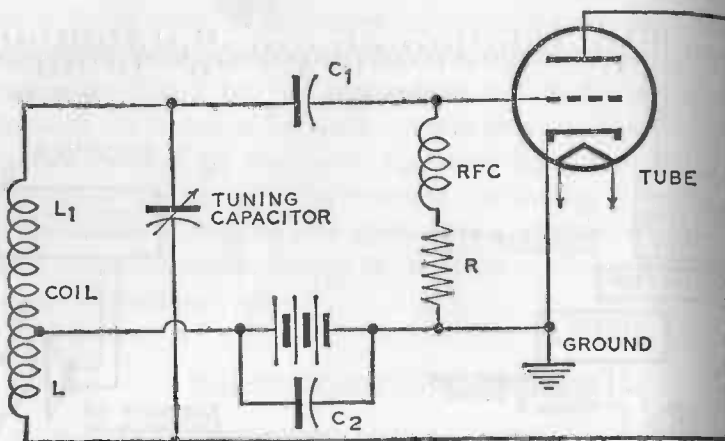 C1
L1
TUNING
CAPACITOR
RFC
TUBE
R
COIL
L
GROUND
C2